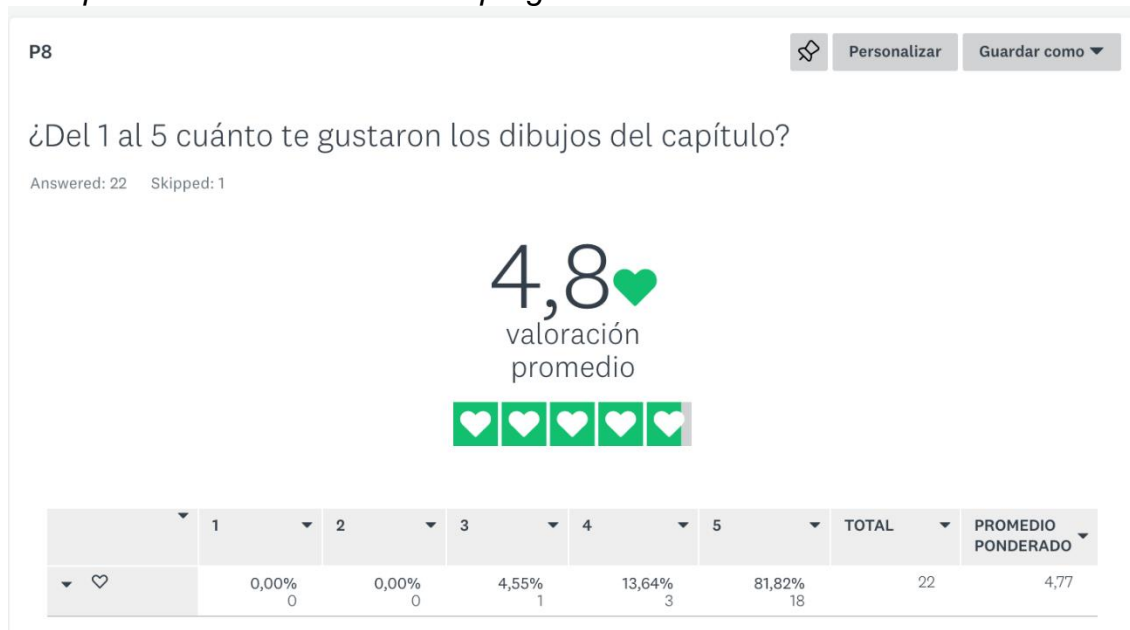 P8
Personalizar
Guardar como
¿Del 1 al 5 cuánto te gustaron los dibujos del capítulo?
Answered: 22 Skipped: 1
4,8
valoración
promedio
1 2 3 4 5 TOTAL PROMEDIO
PONDERADO
0,00% 0,00% 4,55% 13,64% 81,82% 22 4,77
0 0 1 3 18